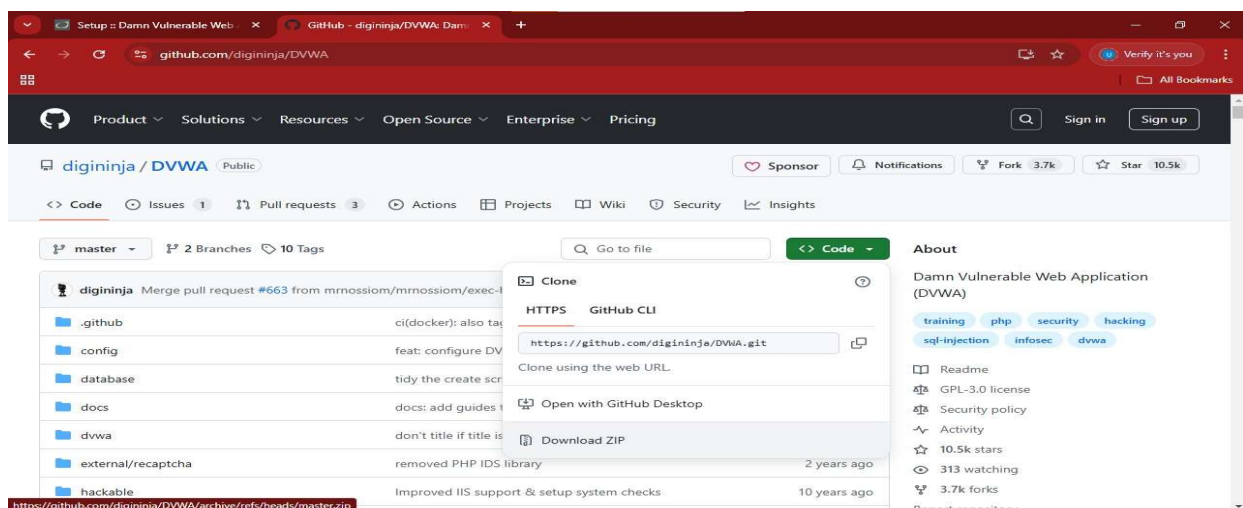 Setup :: Damn Vulnerable Web
GitHub - digininja/DVWA: Dam
github.com/digininja/DVWA
Verify it's you
All Bookmarks
Product Solutions Resources Open Source Enterprise Pricing
Sign in Sign up
digininja / DVWA Public
Sponsor Notifications Fork 3.7k Star 10.5k
Code Issues 1 Pull requests 3 Actions Projects Wiki Security Insights
master 2 Branches 10 Tags Go to file Code
About
Damn Vulnerable Web Application
(DVWA)
training php security hacking
sql-injection infosec dvwa
Readme
GPL-3.0 license
Security policy
Activity
10.5k stars
313 watching
3.7k forks
digininja Merge pull request #663 from mrnossiom/mrnossiom/exec-
.github ci(docker): also
config feat: configure DV
database tidy the create scr
docs docs: add guides
dvwa don't title if title is
external/recaptcha removed PHP IDS library 2 years ago
hackable Improved IIS support & setup system checks 10 years ago
Clone
HTTPS GitHub CLI
https://github.com/digininja/DVWA.git
Clone using the web URL.
Open with GitHub Desktop
Download ZIP
https://github.com/digininja/DVWA/archive/refs/heads/master.zip